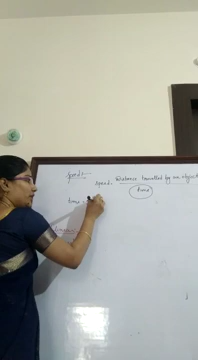 Speed:-
Speed = Distance travelled by an object
time
time =